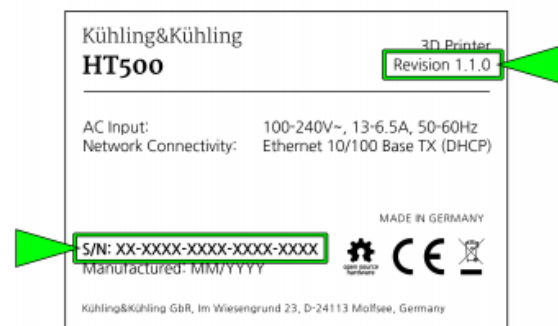 Kühling&Kühling
HT500
3D Printer
Revision 1.1.0
AC Input: 100-240V~, 13-6.5A, 50-60Hz
Network Connectivity: Ethernet 10/100 Base TX (DHCP)
MADE IN GERMANY
S/N: XX-XXXX-XXXX-XXXX-XXXX
Manufactured: MM/YYYY
open source
hardware
CE
Kühling&Kühling GbR, Im Wiesengrund 23, D-24113 Molfsee, Germany